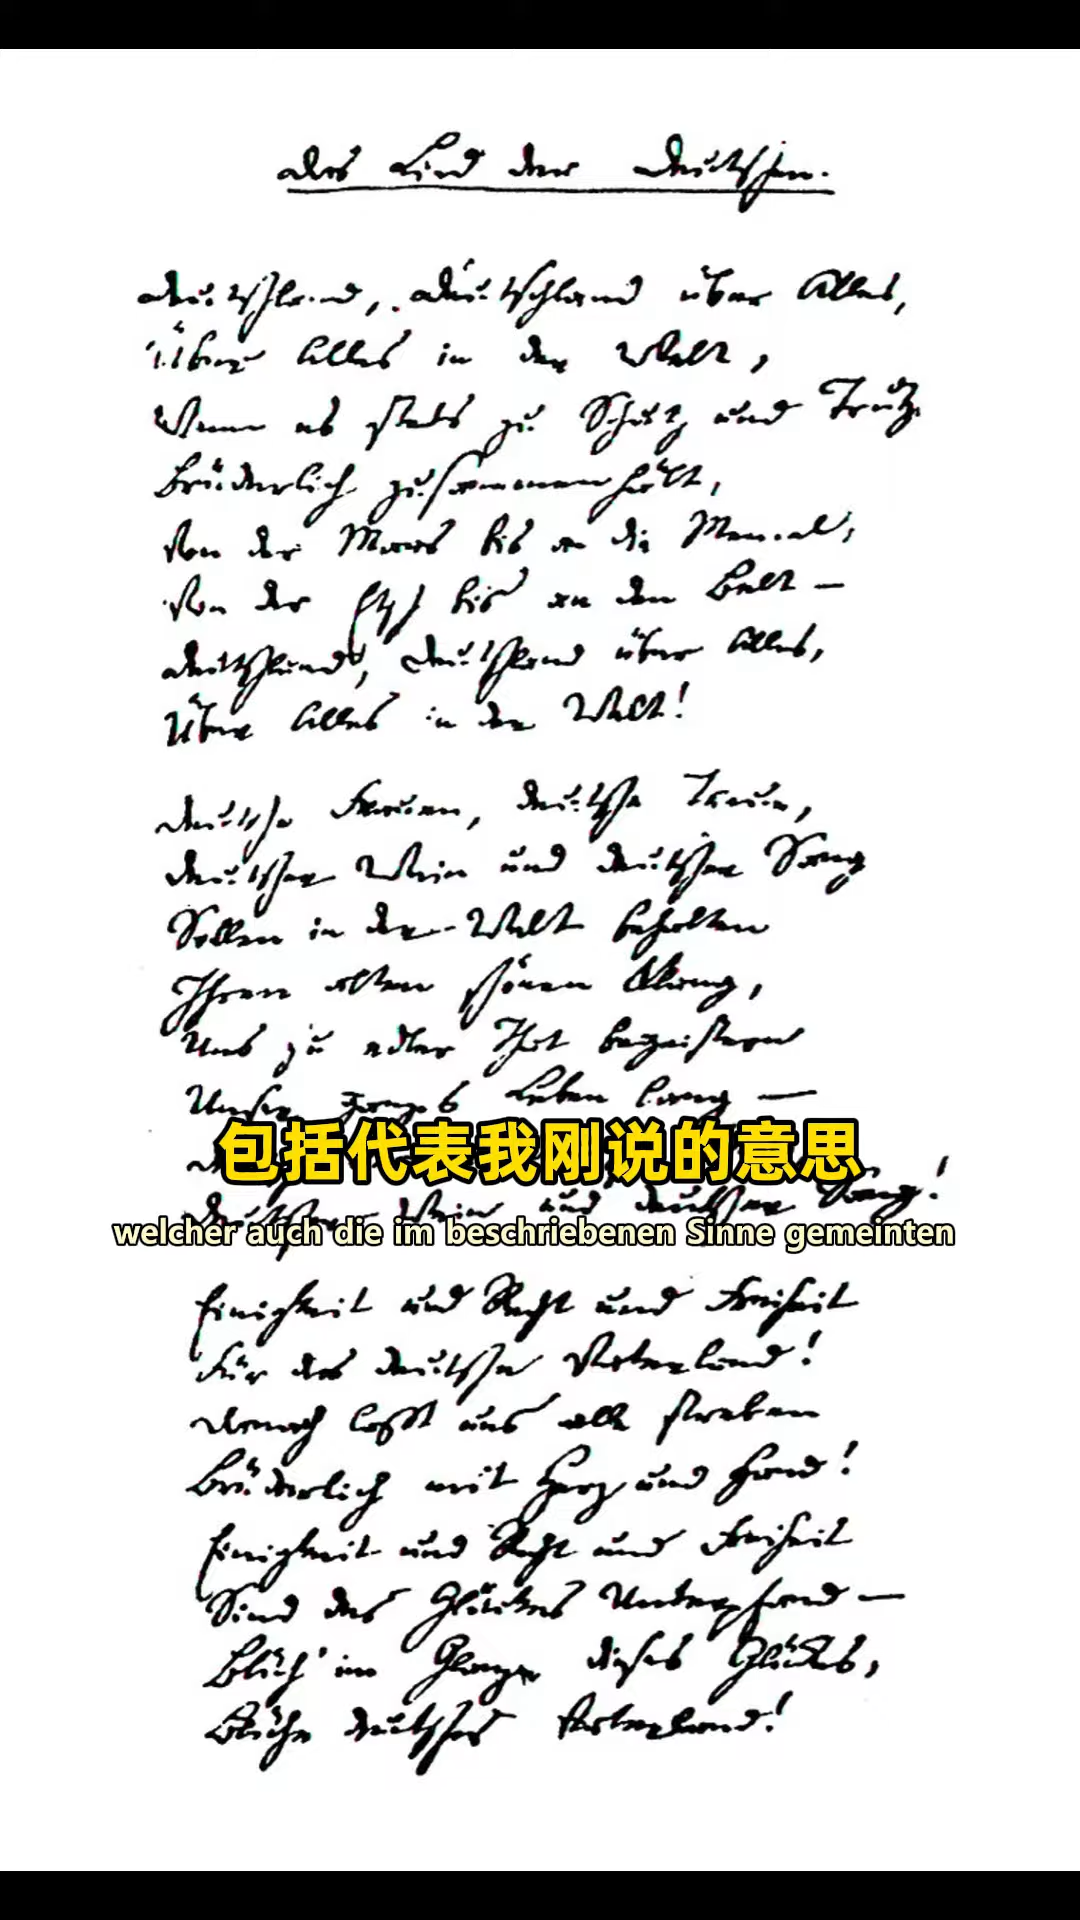 Das Lied der Deutschen.
Deutschland, Deutschland über Alles,
Über Alles in der Welt,
Wenn es stets zu Schutz und Trutz
Brüderlich zusammenhält,
Von der Maas bis an die Memel,
Von der Etsch bis an den Belt –
Deutschland, Deutschland über Alles,
Über Alles in der Welt!
Deutsche Frauen, deutsche Treue,
Deutscher Wein und deutscher Sang
Sollen in der Welt behalten
Ihren alten schönen Klang,
Uns zu edler That begeistern
Unser ganzes Leben lang –
包括代表我刚说的意思
Deutscher Wein und deutscher Sang!
welcher auch die im beschriebenen Sinne gemeinten
Einigkeit und Recht und Freiheit
Für das deutsche Vaterland!
Danach lasst uns alle streben
Brüderlich mit Herz und Hand!
Einigkeit und Recht und Freiheit
Sind des Glückes Unterpfand –
Blüh' im Glanze dieses Glückes,
Blühe deutsches Vaterland!